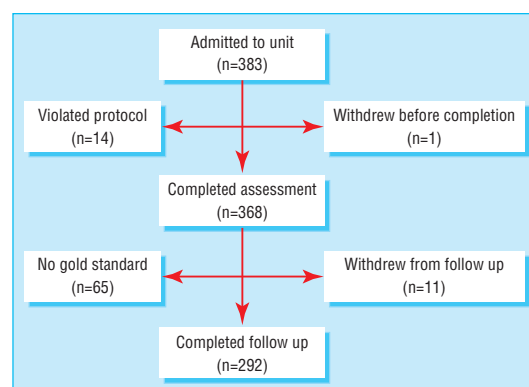 Admitted to unit
(n=383)
Violated protocol
(n=14)
Withdrew before completion
(n=1)
Completed assessment
(n=368)
No gold standard
(n=65)
Withdrew from follow up
(n=11)
Completed follow up
(n=292)